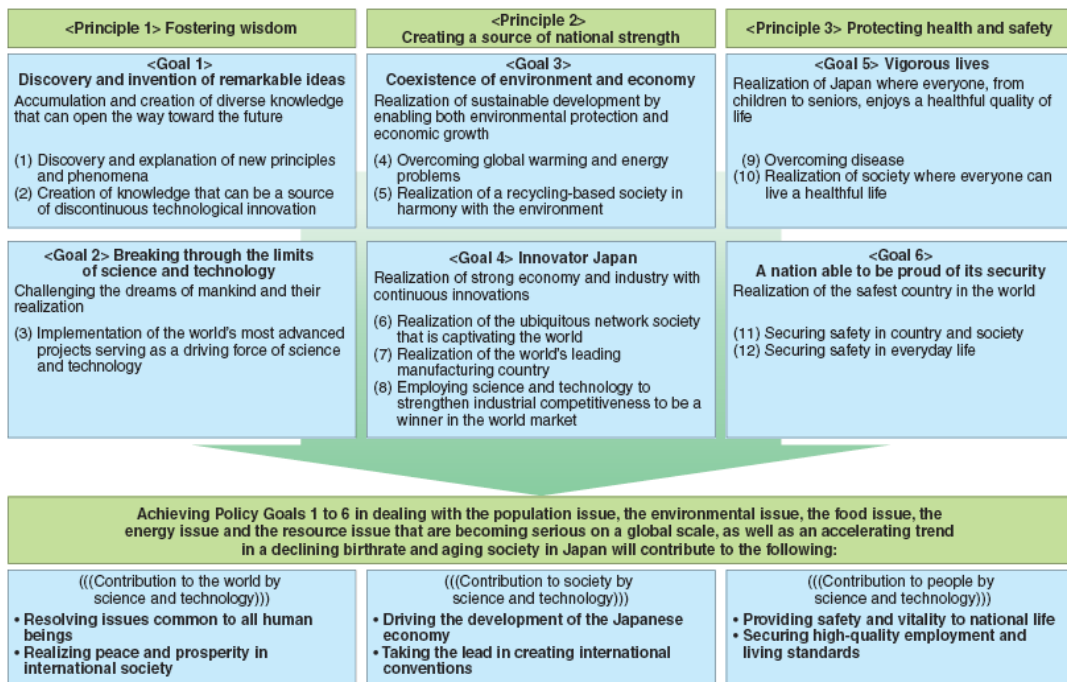 <Principle 1> Fostering wisdom
<Goal 1>
Discovery and invention of remarkable ideas
Accumulation and creation of diverse knowledge
that can open the way toward the future
(1) Discovery and explanation of new principles
and phenomena
(2) Creation of knowledge that can be a source
of discontinuous technological innovation
<Goal 2> Breaking through the limits
of science and technology
Challenging the dreams of mankind and their
realization
(3) Implementation of the world's most advanced
projects serving as a driving force of science
and technology
<Principle 2>
Creating a source of national strength
<Goal 3>
Coexistence of environment and economy
Realization of sustainable development by
enabling both environmental protection and
economic growth
(4) Overcoming global warming and energy
problems
(5) Realization of a recycling-based society in
harmony with the environment
<Goal 4> Innovator Japan
Realization of strong economy and industry with
continuous innovations
(6) Realization of the ubiquitous network society
that is captivating the world
(7) Realization of the world's leading
manufacturing country
(8) Employing science and technology to
strengthen industrial competitiveness to be a
winner in the world market
<Principle 3> Protecting health and safety
<Goal 5> Vigorous lives
Realization of Japan where everyone, from
children to seniors, enjoys a healthful quality of
life
(9) Overcoming disease
(10) Realization of society where everyone can
live a healthful life
<Goal 6>
A nation able to be proud of its security
Realization of the safest country in the world
(11) Securing safety in country and society
(12) Securing safety in everyday life
Achieving Policy Goals 1 to 6 in dealing with the population issue, the environmental issue, the food issue, the
energy issue and the resource issue that are becoming serious on a global scale, as well as an accelerating trend
in a declining birthrate and aging society in Japan will contribute to the following:
(((Contribution to the world by
science and technology)))
• Resolving issues common to all human
beings
• Realizing peace and prosperity in
international society
(((Contribution to society by
science and technology)))
• Driving the development of the Japanese
economy
• Taking the lead in creating international
conventions
(((Contribution to people by
science and technology)))
• Providing safety and vitality to national life
• Securing high-quality employment and
living standards